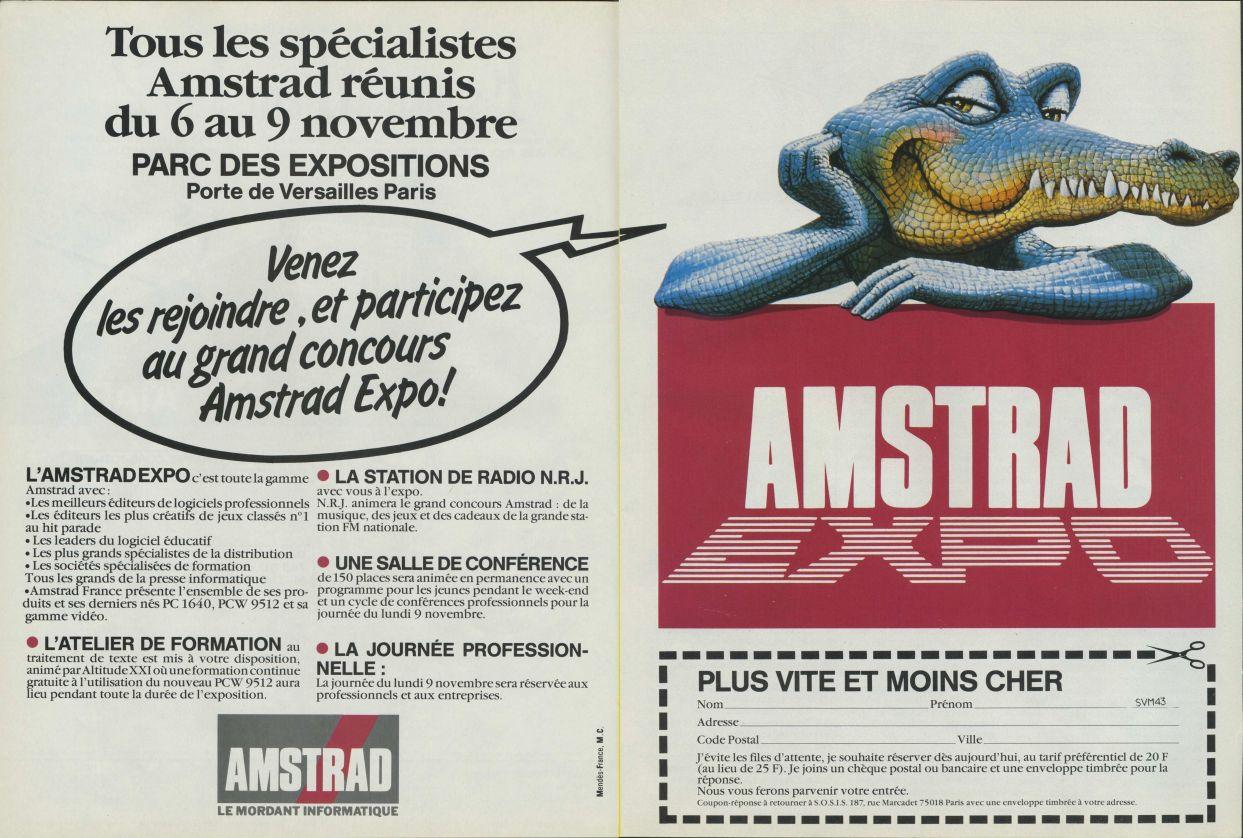 Tous les spécialistes
Amstrad réunis
du 6 au 9 novembre
PARC DES EXPOSITIONS
Porte de Versailles Paris
Venez
les rejoindre, et participez
au grand concours
Amstrad Expo!
L'AMSTRAD EXPO c'est toute la gamme
Amstrad avec :
•Les meilleurs éditeurs de logiciels professionnels
•Les éditeurs les plus créatifs de jeux classés n°1
au hit parade
• Les leaders du logiciel éducatif
• Les plus grands spécialistes de la distribution
• Les sociétés spécialisées de formation
Tous les grands de la presse informatique
•Amstrad France présente l'ensemble de ses pro-
duits et ses derniers nés PC 1640, PCW 9512 et sa
gamme vidéo.
● L'ATELIER DE FORMATION au
traitement de texte est mis à votre disposition,
animé par Altitude XXI où une formation continue
gratuite à l'utilisation du nouveau PCW 9512 aura
lieu pendant toute la durée de l'exposition.
● LA STATION DE RADIO N.R.J.
avec vous à l'expo.
N.R.J. animera le grand concours Amstrad : de la
musique, des jeux et des cadeaux de la grande sta-
tion FM nationale.
● UNE SALLE DE CONFÉRENCE
de 150 places sera animée en permanence avec un
programme pour les jeunes pendant le week-end
et un cycle de conférences professionnels pour la
journée du lundi 9 novembre.
● LA JOURNÉE PROFESSION-
NELLE :
La journée du lundi 9 novembre sera réservée aux
professionnels et aux entreprises.
AMSTRAD
LE MORDANT INFORMATIQUE
Mendès-France, M.C.
AMSTRAD
EXPO
PLUS VITE ET MOINS CHER
Nom Prénom SVM43
Adresse
Code Postal Ville
J'évite les files d'attente, je souhaite réserver dès aujourd'hui, au tarif préférentiel de 20 F
(au lieu de 25 F). Je joins un chèque postal ou bancaire et une enveloppe timbrée pour la
réponse.
Nous vous ferons parvenir votre entrée.
Coupon-réponse à retourner à S.O.S.I.S. 187, rue Marcadet 75018 Paris avec une enveloppe timbrée à votre adresse.